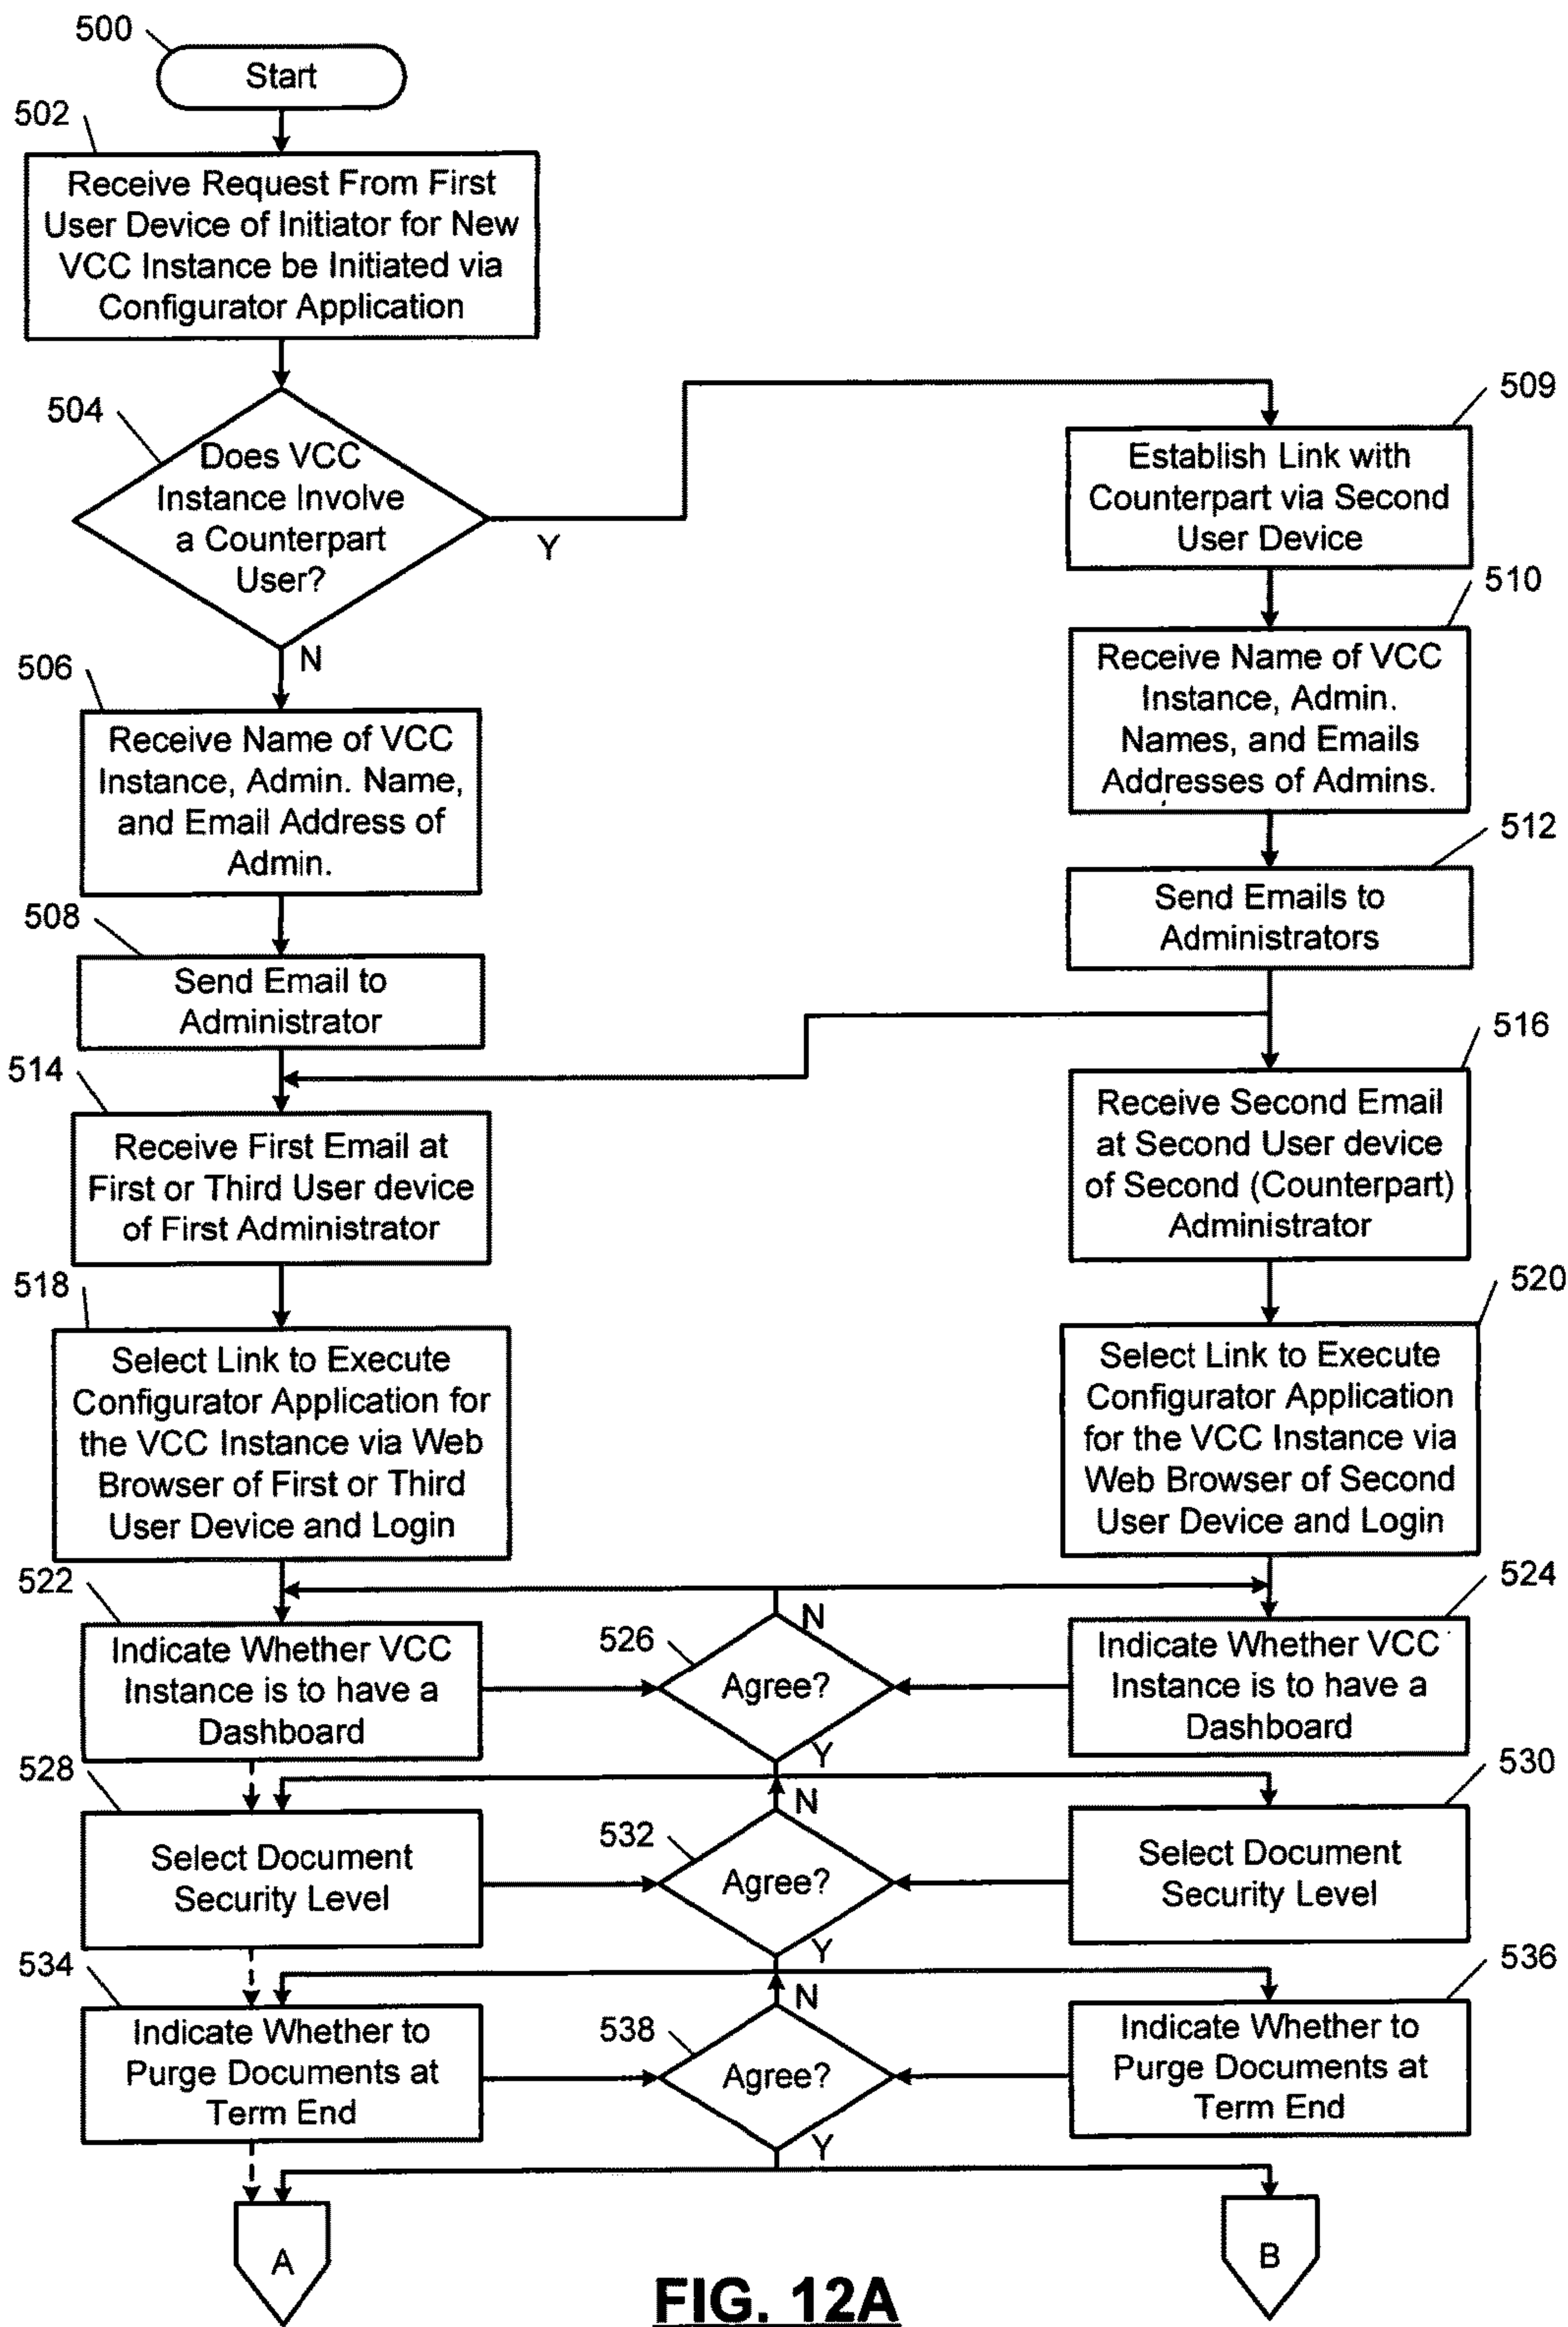 500
Start
502
Receive Request From First
User Device of Initiator for New
VCC Instance be Initiated via
Configurator Application
504
Does VCC
Instance Involve
a Counterpart
User?
Y
N
509
Establish Link with
Counterpart via Second
User Device
510
Receive Name of VCC
Instance, Admin.
Names, and Emails
Addresses of Admins.
506
Receive Name of VCC
Instance, Admin. Name,
and Email Address of
Admin.
512
Send Emails to
Administrators
508
Send Email to
Administrator
514
Receive First Email at
First or Third User device
of First Administrator
516
Receive Second Email
at Second User device
of Second (Counterpart)
Administrator
518
Select Link to Execute
Configurator Application for
the VCC Instance via Web
Browser of First or Third
User Device and Login
520
Select Link to Execute
Configurator Application
for the VCC Instance via
Web Browser of Second
User Device and Login
522
Indicate Whether VCC
Instance is to have a
Dashboard
526
N
Agree?
Y
524
Indicate Whether VCC
Instance is to have a
Dashboard
528
Select Document
Security Level
532
N
Agree?
Y
530
Select Document
Security Level
534
Indicate Whether to
Purge Documents at
Term End
538
N
Agree?
Y
536
Indicate Whether to
Purge Documents at
Term End
A
B
FIG. 12A